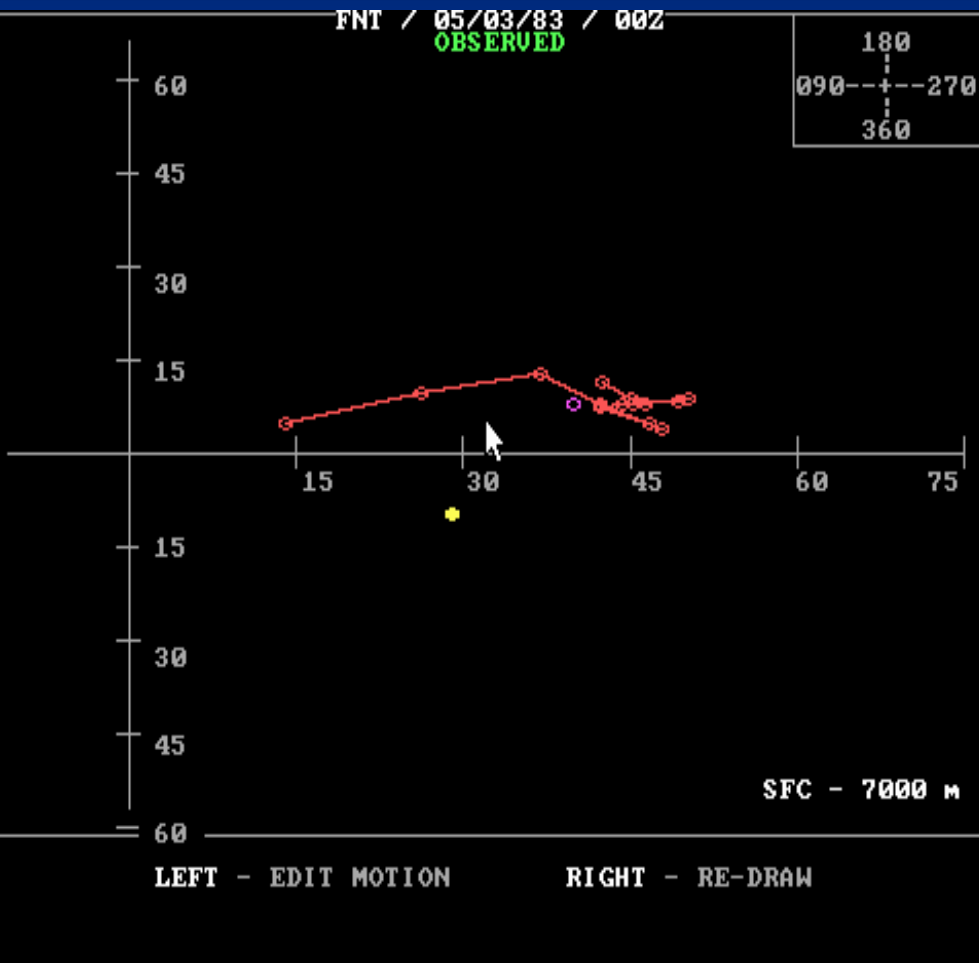 FNT / 05/03/83 / 00Z
OBSERVED
180
090--+--270
360
60
45
30
15
15 30 45 60 75
15
30
45
SFC - 7000 m
60
LEFT - EDIT MOTION RIGHT - RE-DRAW